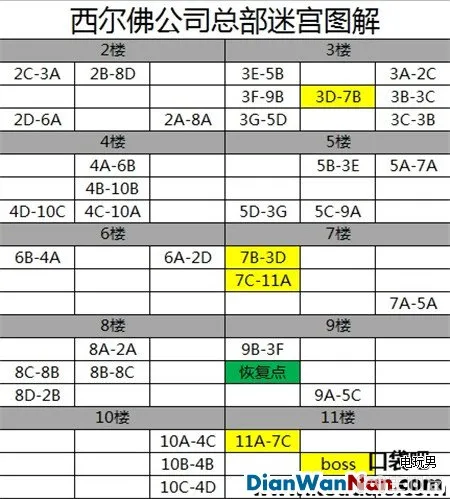 西尔佛公司总部迷宫图解
2楼 3楼
2C-3A 2B-8D 3E-5B 3A-2C
3F-9B 3D-7B 3B-3C
2D-6A 2A-8A 3G-5D 3C-3B
4楼 5楼
4A-6B 5B-3E 5A-7A
4B-10B
4D-10C 4C-10A 5D-3G 5C-9A
6楼 7楼
6B-4A 6A-2D 7B-3D
7C-11A
7A-5A
8楼 9楼
8A-2A 9B-3F
8C-8B 8B-8C 恢复点
8D-2B 9A-5C
10楼 11楼
10A-4C 11A-7C
10B-4B boss 口袋吧
电玩男
10C-4D
DianWanNan.com